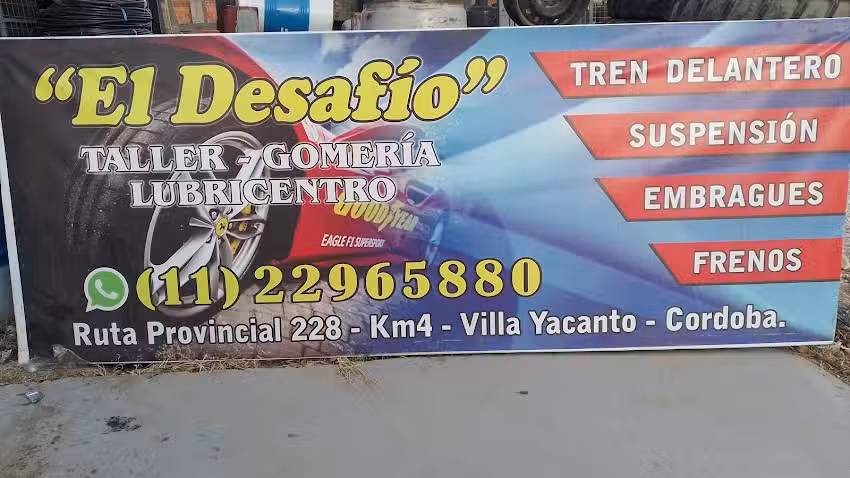 “El Desafío”
TALLER - GOMERÍA
LUBRICENTRO
GOODYEAR
EAGLE F1 SUPERSPORT
(11) 22965880
Ruta Provincial 228 - Km4 - Villa Yacanto - Cordoba.
TREN DELANTERO
SUSPENSIÓN
EMBRAGUES
FRENOS